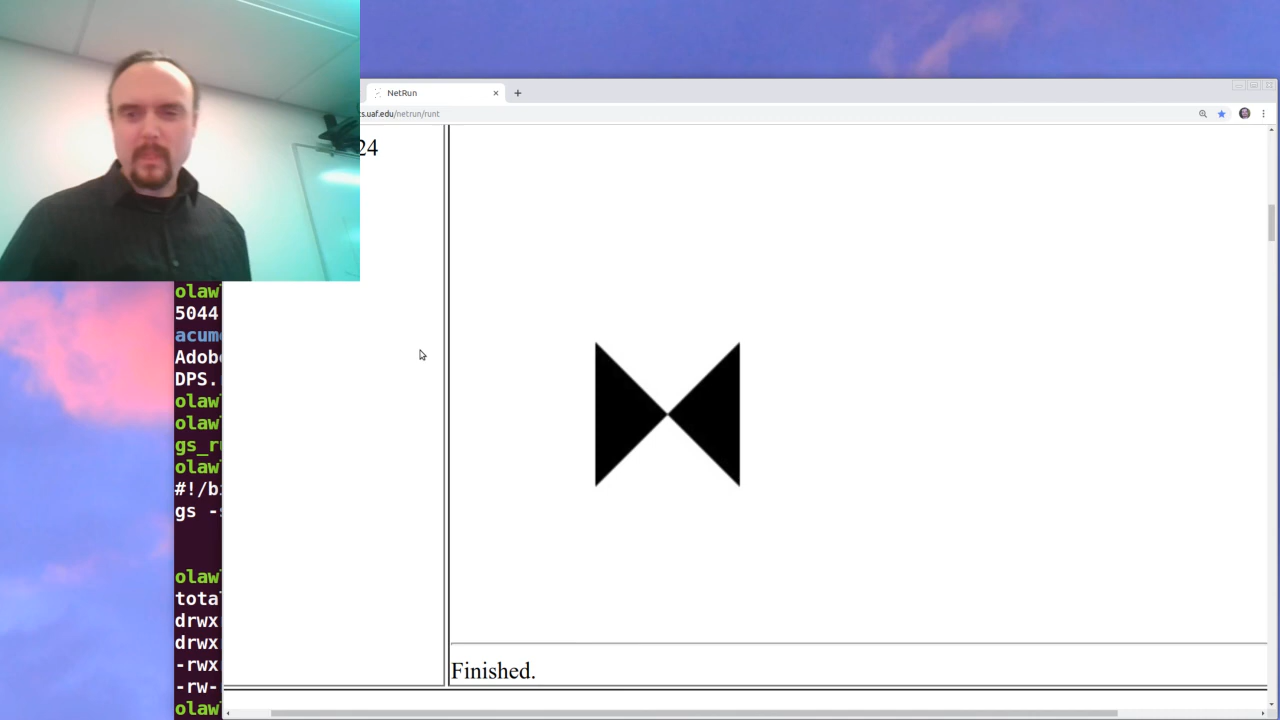 NetRun
cs.uaf.edu/netrun/runt
24
olaw
5044
acum
Adob
DPS.
olaw
olaw
gs_r
olaw
#!/b
gs -
olaw
tota
drwx
drwx
-rwx
-rw-
olaw
Finished.